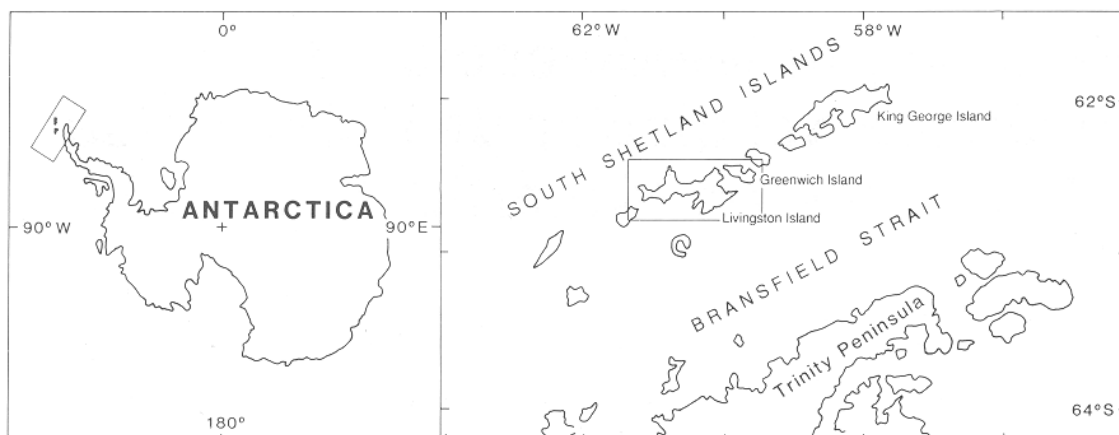 0°
ANTARCTICA
90°W
90°E
180°
62°W
58°W
62°S
64°S
SOUTH SHETLAND ISLANDS
King George Island
Greenwich Island
Livingston Island
BRANSFIELD STRAIT
Trinity Peninsula